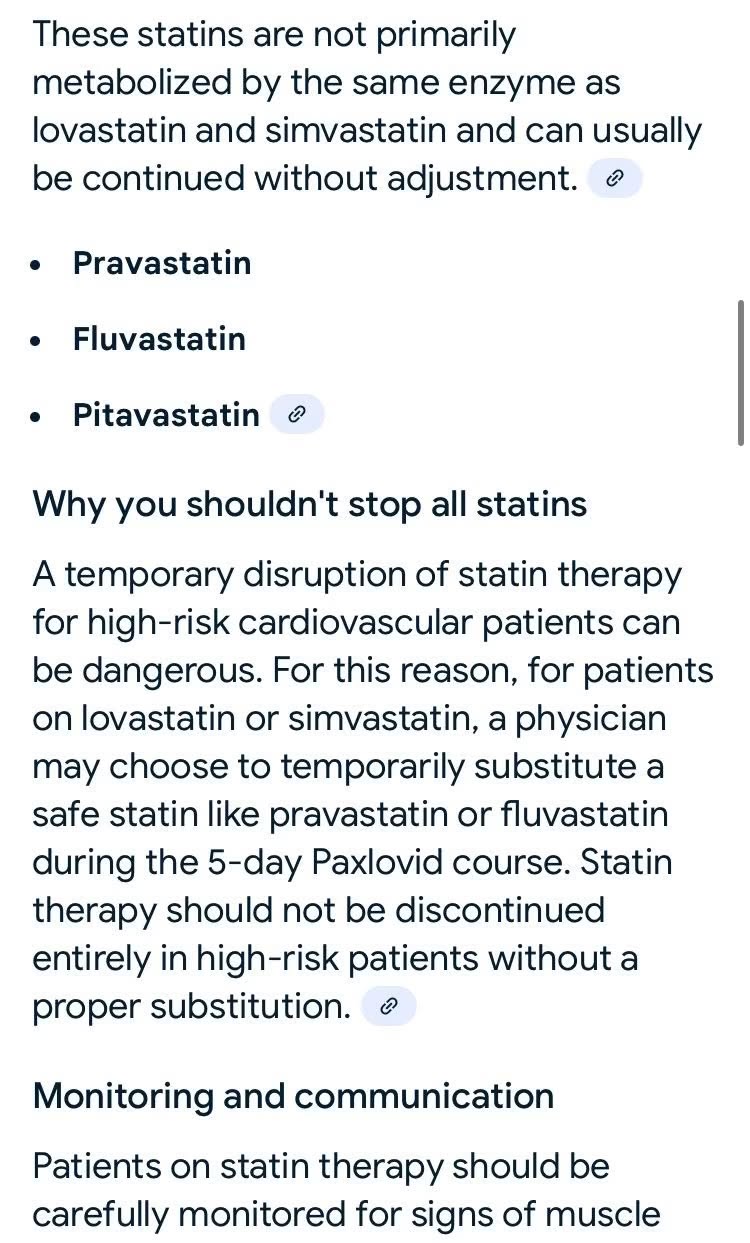 These statins are not primarily
metabolized by the same enzyme as
lovastatin and simvastatin and can usually
be continued without adjustment.
• Pravastatin
• Fluvastatin
• Pitavastatin
Why you shouldn't stop all statins
A temporary disruption of statin therapy
for high-risk cardiovascular patients can
be dangerous. For this reason, for patients
on lovastatin or simvastatin, a physician
may choose to temporarily substitute a
safe statin like pravastatin or fluvastatin
during the 5-day Paxlovid course. Statin
therapy should not be discontinued
entirely in high-risk patients without a
proper substitution.
Monitoring and communication
Patients on statin therapy should be
carefully monitored for signs of muscle